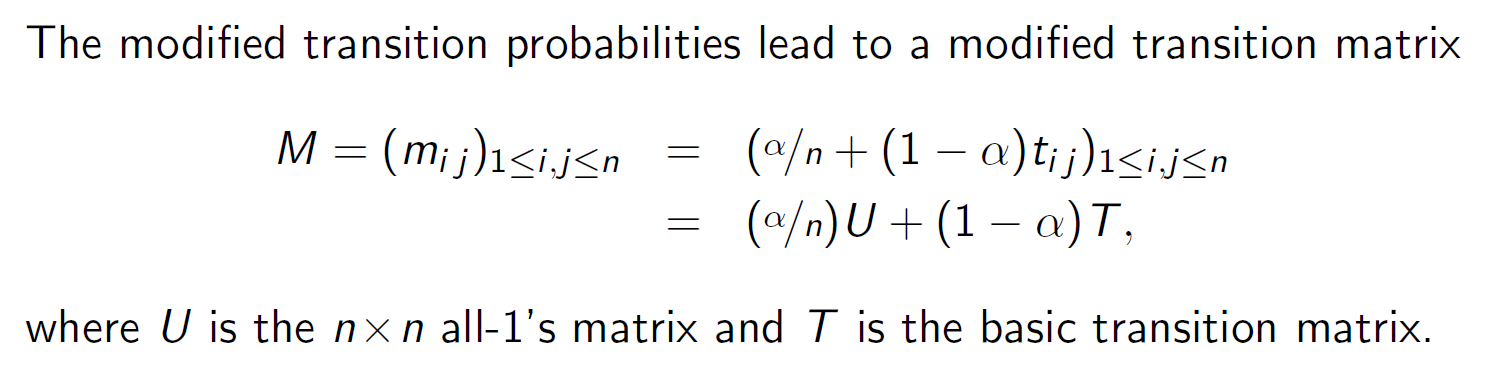 The modified transition probabilities lead to a modified transition matrix
M = (m_{ij})_{1≤i,j≤n} = (α/n + (1 − α)t_{ij})_{1≤i,j≤n}
= (α/n)U + (1 − α)T,
where U is the n×n all-1's matrix and T is the basic transition matrix.